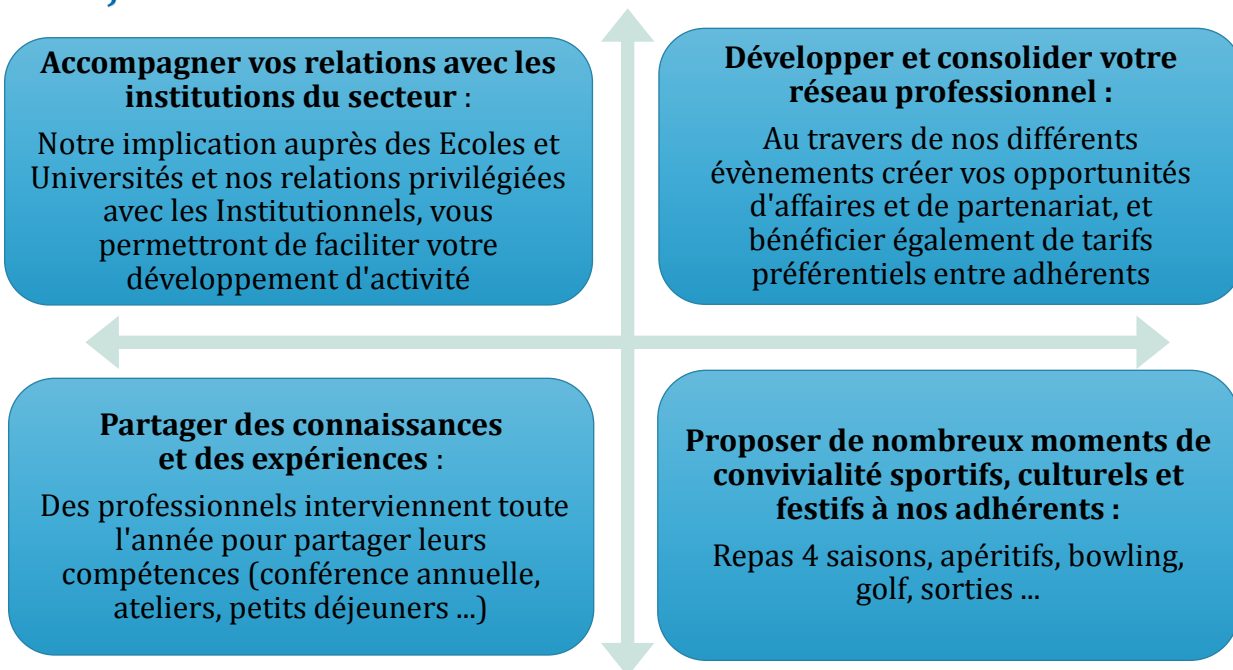 Accompagner vos relations avec les
institutions du secteur :
Notre implication auprès des Ecoles et
Universités et nos relations privilégiées
avec les Institutionnels, vous
permettront de faciliter votre
développement d'activité
Développer et consolider votre
réseau professionnel :
Au travers de nos différents
évènements créer vos opportunités
d'affaires et de partenariat, et
bénéficier également de tarifs
préférentiels entre adhérents
Partager des connaissances
et des expériences :
Des professionnels interviennent toute
l'année pour partager leurs
compétences (conférence annuelle,
ateliers, petits déjeuners ...)
Proposer de nombreux moments de
convivialité sportifs, culturels et
festifs à nos adhérents :
Repas 4 saisons, apéritifs, bowling,
golf, sorties ...